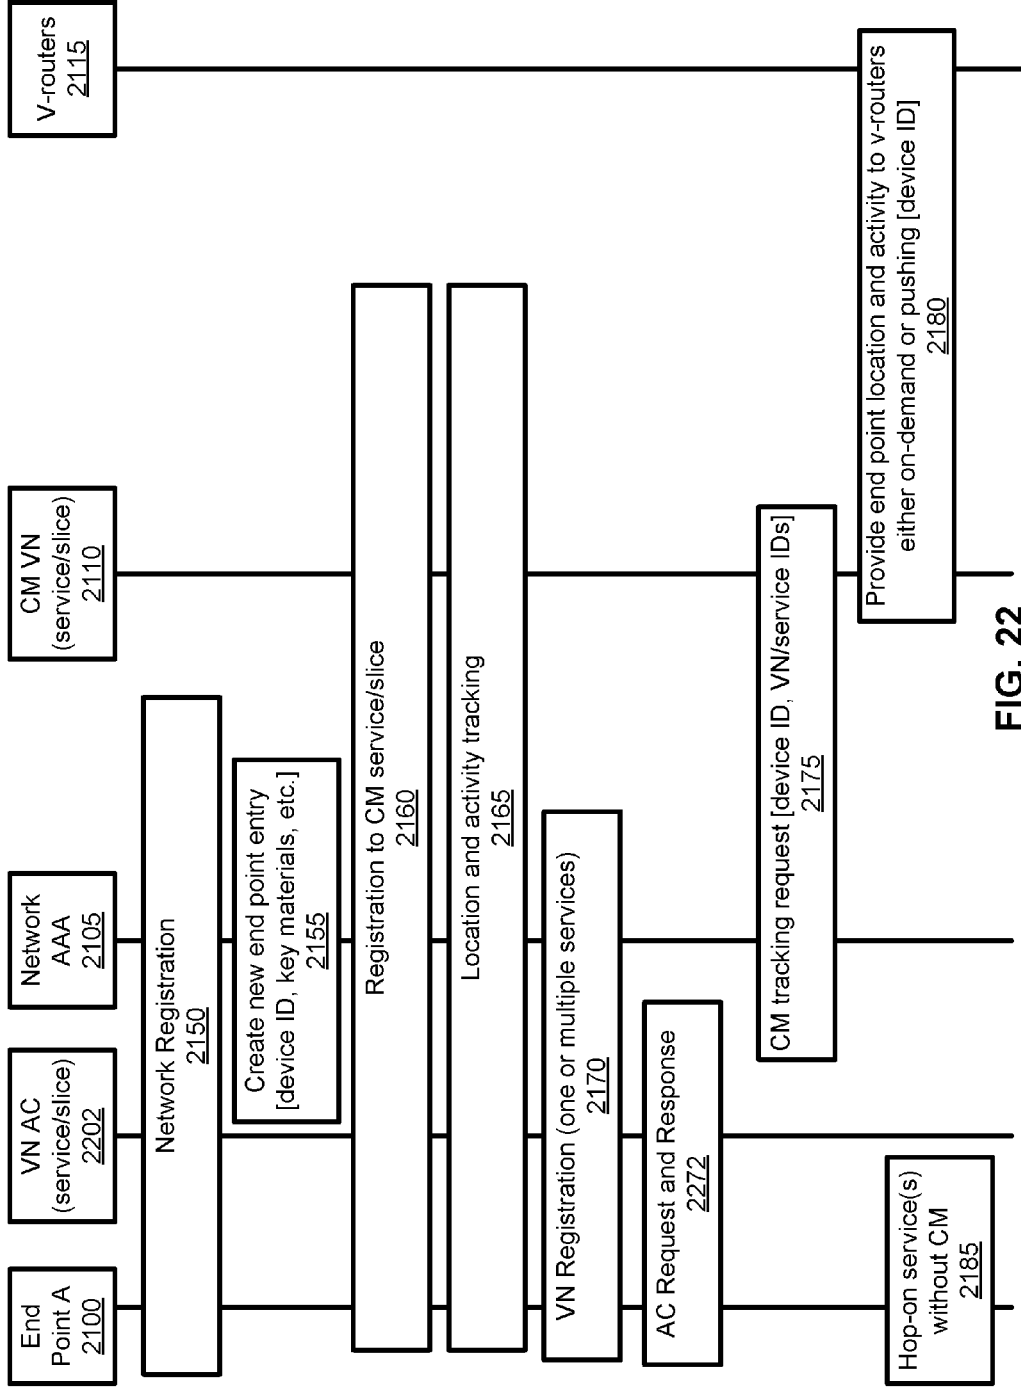 End
Point A
2100
VN AC
(service/slice)
2202
Network
AAA
2105
CM VN
(service/slice)
2110
V-routers
2115
Network Registration
2150
Create new end point entry
[device ID, key materials, etc.]
2155
Registration to CM service/slice
2160
Location and activity tracking
2165
VN Registration (one or multiple services)
2170
AC Request and Response
2272
CM tracking request [device ID, VN/service IDs]
2175
Provide end point location and activity to v-routers
either on-demand or pushing [device ID]
2180
Hop-on service(s)
without CM
2185
FIG. 22